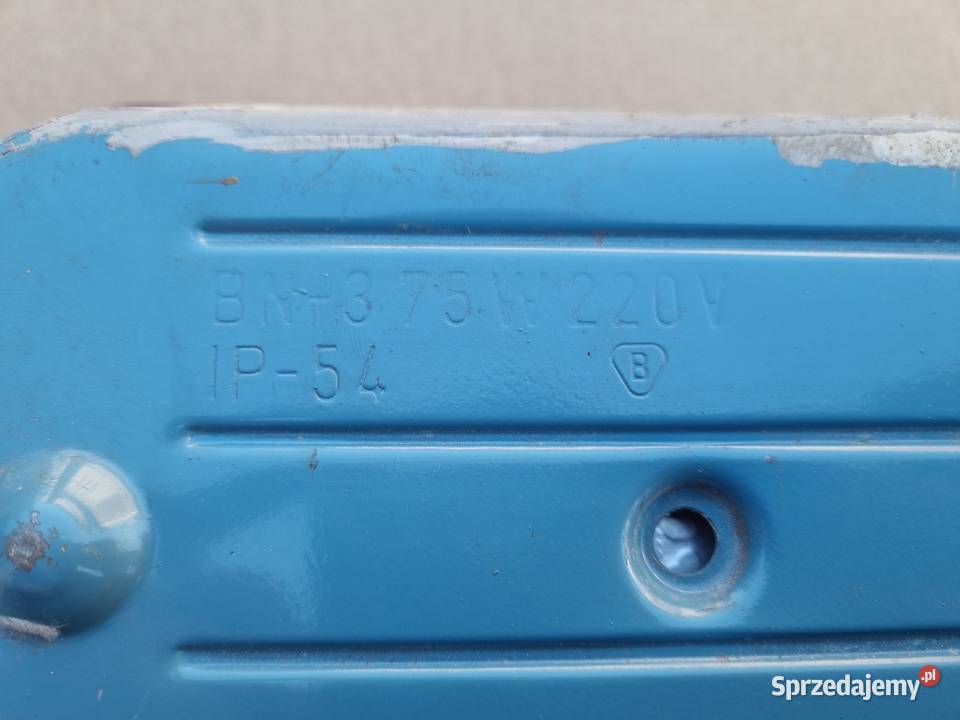 BN-3 75W 220V
IP-54 B
Sprzedajemy.pl